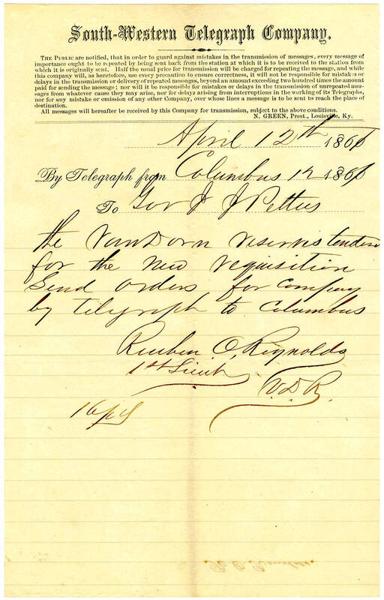 South-Western Telegraph Company.
THE PUBLIC are notified, that in order to guard against mistakes in the transmission of messages, every message of
importance ought to be repeated by being sent back from the station at which it is to be received to the station from
which it is originally sent. Half the usual price for transmission will be charged for repeating the message, and while
this company will, as heretofore, use every precaution to ensure correctness, it will not be responsible for mistakes or
delays in the transmission or delivery of repeated messages, beyond an amount exceeding two hundred times the amount
paid for sending the message; nor will it be responsible for mistakes or delays in the transmission of unrepeated mes-
sages from whatever cause they may arise, nor for delays arising from interruptions in the working of its Telegraphs,
nor for any mistake or omission of any other Company, over whose lines a message is to be sent to reach the place of
destination.
All messages will hereafter be received by this Company for transmission, subject to the above conditions.
N. GREEN, Prest., Louisville, Ky.
April 12th 186
By Telegraph from Columbus 12 186
To Gov J J Pettus
the VanDorn reserves tender
for the new requisition
Send orders for company
by telegraph to Columbus
Reuben O, Reynolds
1st Lieut
V. D. R.
16